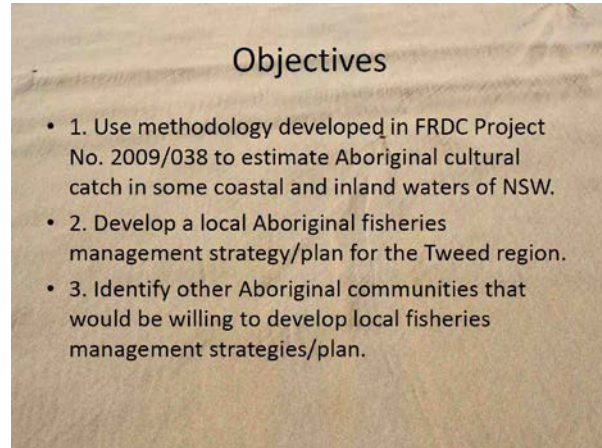 Objectives
• 1. Use methodology developed in FRDC Project
No. 2009/038 to estimate Aboriginal cultural
catch in some coastal and inland waters of NSW.
• 2. Develop a local Aboriginal fisheries
management strategy/plan for the Tweed region.
• 3. Identify other Aboriginal communities that
would be willing to develop local fisheries
management strategies/plan.